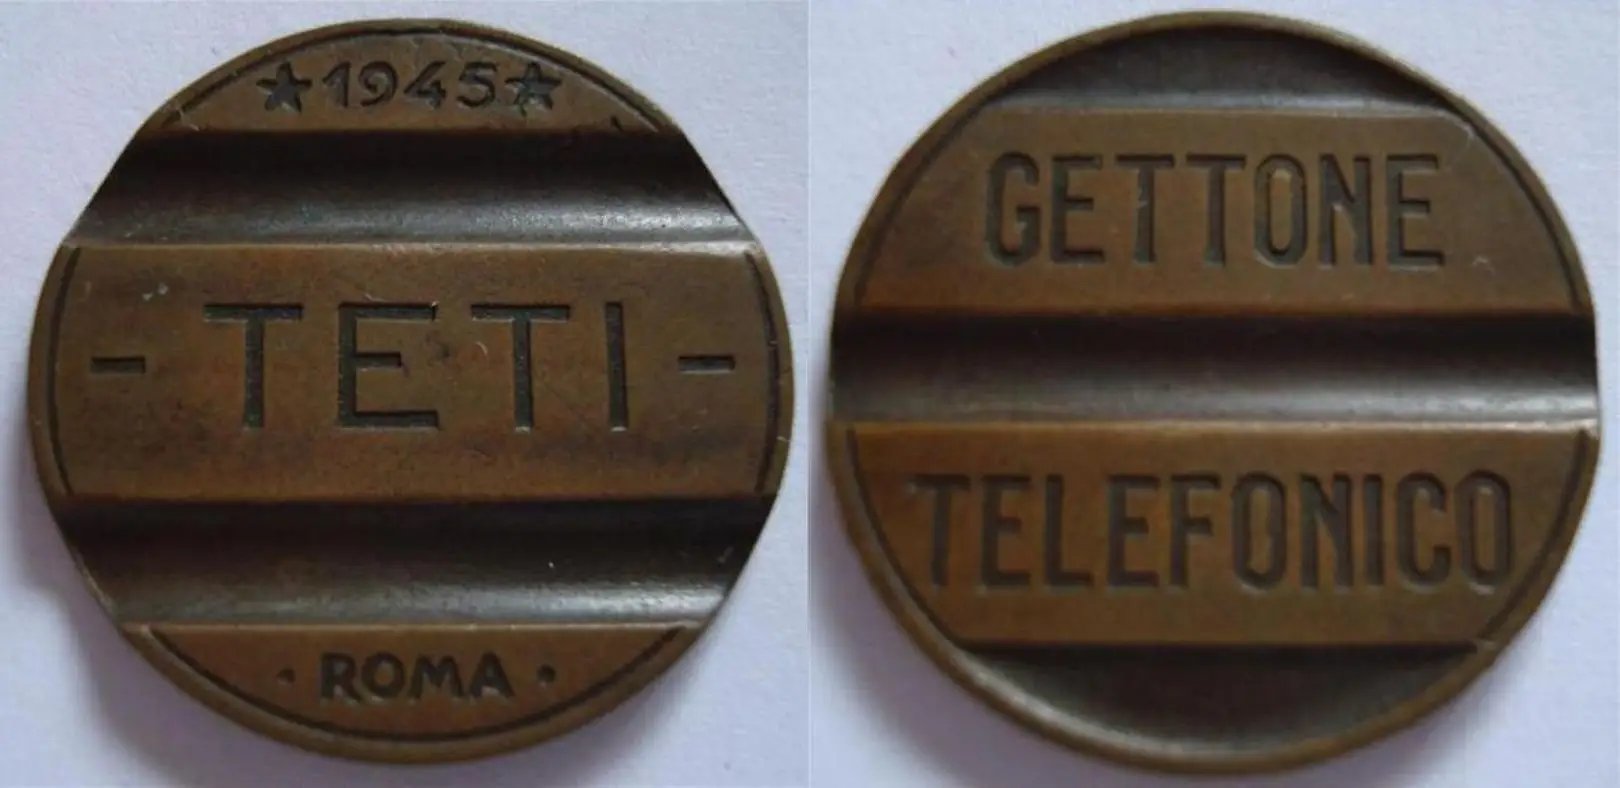 ★1945★
- TETI -
· ROMA ·
GETTONE
TELEFONICO